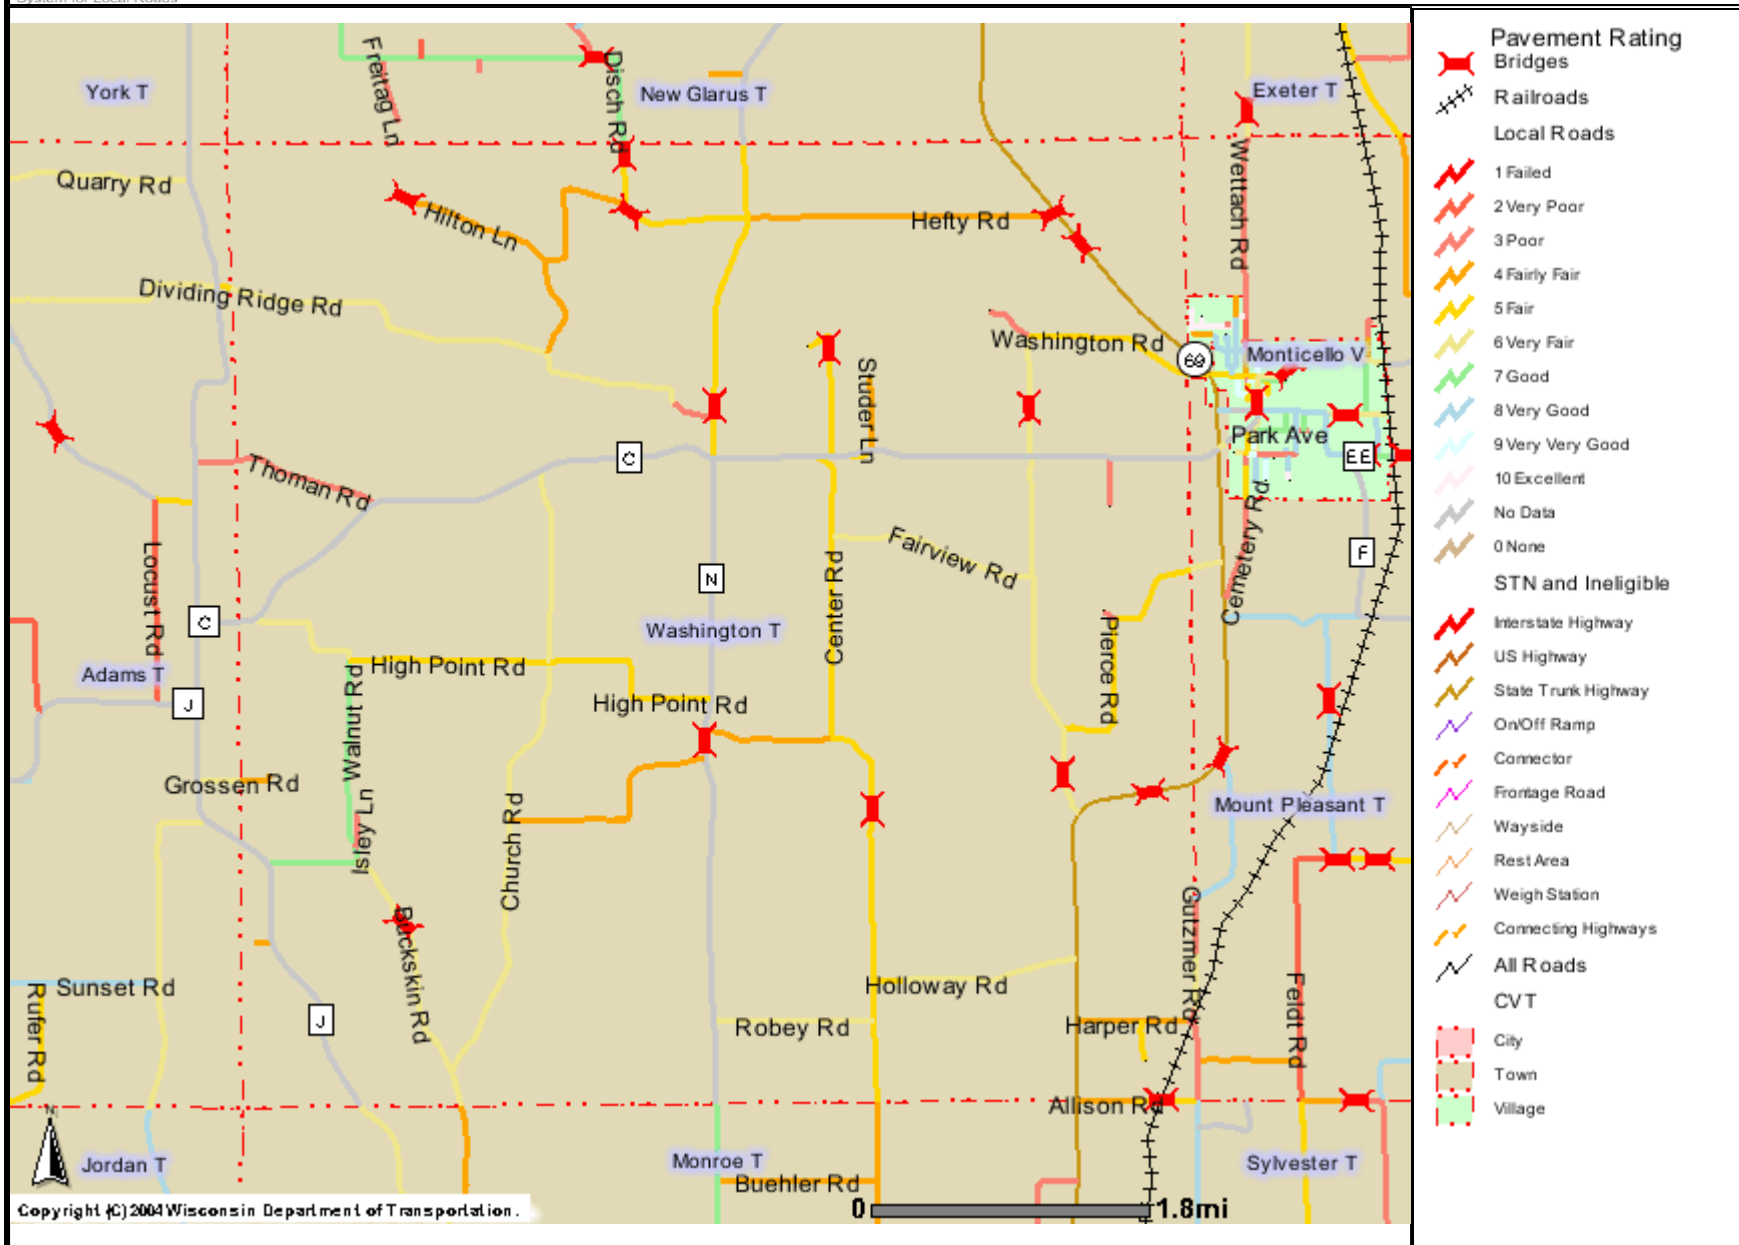 System for Local Roads
York T
Freitag Ln
Disch Rd
New Glarus T
Exeter T
Quarry Rd
Hilton Ln
Hefty Rd
Wettach Rd
Dividing Ridge Rd
Washington Rd
69
Monticello V
Studer Ln
Park Ave
C
EE
Thoman Rd
Cemetery Rd
Locust Rd
N
Center Rd
Fairview Rd
F
C
Washington T
Pierce Rd
Adams T
J
High Point Rd
High Point Rd
Walnut Rd
Grossen Rd
Isley Ln
Church Rd
Mount Pleasant T
Buckskin Rd
Gutzmer Rd
Sunset Rd
Rufer Rd
J
Holloway Rd
Robey Rd
Harper Rd
Feldt Rd
Allison Rd
N
Jordan T
Monroe T
Buehler Rd
Sylvester T
Copyright (C) 2004 Wisconsin Department of Transportation.
0
1.8mi
Pavement Rating
Bridges
Railroads
Local Roads
1 Failed
2 Very Poor
3 Poor
4 Fairly Fair
5 Fair
6 Very Fair
7 Good
8 Very Good
9 Very Very Good
10 Excellent
No Data
0 None
STN and Ineligible
Interstate Highway
US Highway
State Trunk Highway
On/Off Ramp
Connector
Frontage Road
Wayside
Rest Area
Weigh Station
Connecting Highways
All Roads
CVT
City
Town
Village